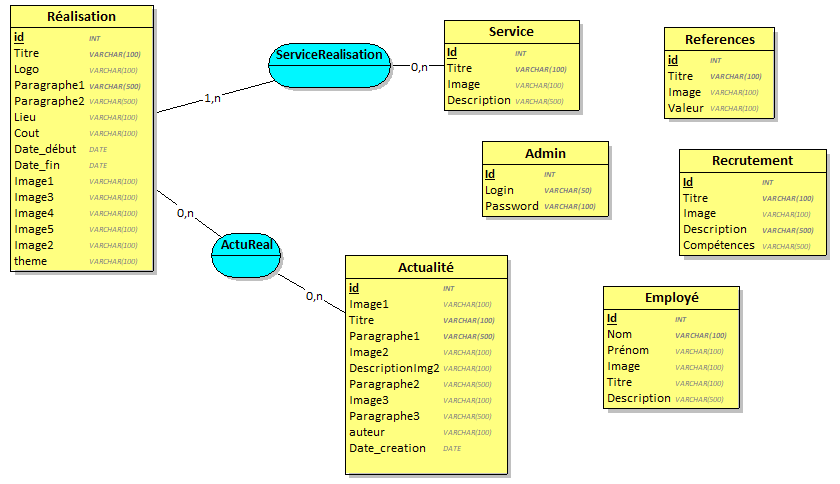 Réalisation
id INT
Titre VARCHAR(100)
Logo VARCHAR(100)
Paragraphe1 VARCHAR(500)
Paragraphe2 VARCHAR(500)
Lieu VARCHAR(100)
Cout VARCHAR(100)
Date_début DATE
Date_fin DATE
Image1 VARCHAR(100)
Image3 VARCHAR(100)
Image4 VARCHAR(100)
Image5 VARCHAR(100)
Image2 VARCHAR(100)
theme VARCHAR(100)
1,n
ServiceRealisation
0,n
Service
Id INT
Titre VARCHAR(100)
Image VARCHAR(100)
Description VARCHAR(500)
References
id INT
Titre VARCHAR(100)
Image VARCHAR(100)
Valeur VARCHAR(100)
Admin
Id INT
Login VARCHAR(50)
Password VARCHAR(100)
Recrutement
Id INT
Titre VARCHAR(100)
Image VARCHAR(100)
Description VARCHAR(500)
Compétences VARCHAR(500)
0,n
ActuReal
0,n
Actualité
id INT
Image1 VARCHAR(100)
Titre VARCHAR(100)
Paragraphe1 VARCHAR(500)
Image2 VARCHAR(100)
DescriptionImg2 VARCHAR(100)
Paragraphe2 VARCHAR(500)
Image3 VARCHAR(100)
Paragraphe3 VARCHAR(500)
auteur VARCHAR(100)
Date_creation DATE
Employé
Id INT
Nom VARCHAR(100)
Prénom VARCHAR(100)
Image VARCHAR(100)
Titre VARCHAR(100)
Description VARCHAR(500)